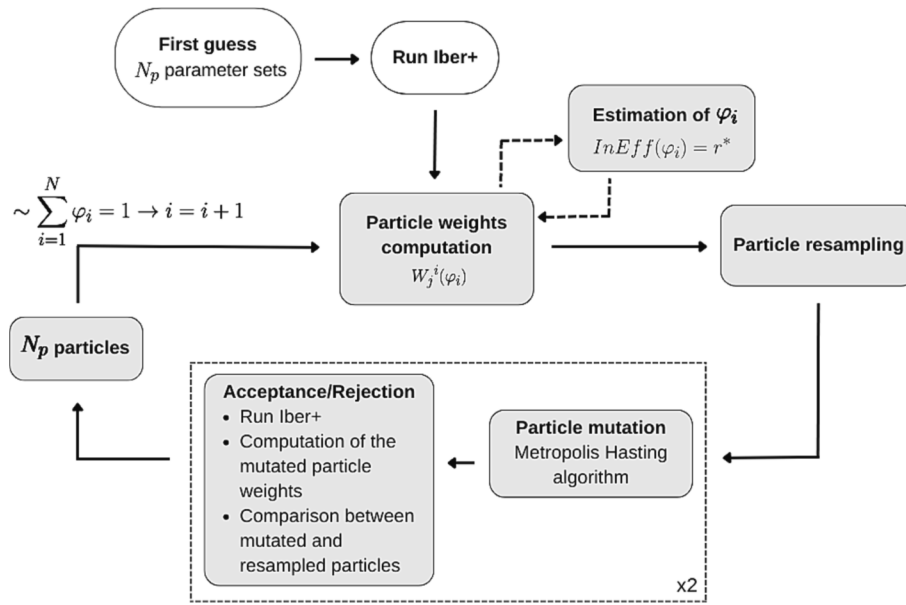 First guess
N_p parameter sets
Run Iber+
Estimation of φ_i
InEff(φ_i) = r*
∼ ∑_{i=1}^{N} φ_i = 1 → i = i + 1
Particle weights
computation
W_j^i(φ_i)
Particle resampling
N_p particles
Acceptance/Rejection
• Run Iber+
• Computation of the
mutated particle
weights
• Comparison between
mutated and
resampled particles
Particle mutation
Metropolis Hasting
algorithm
x2